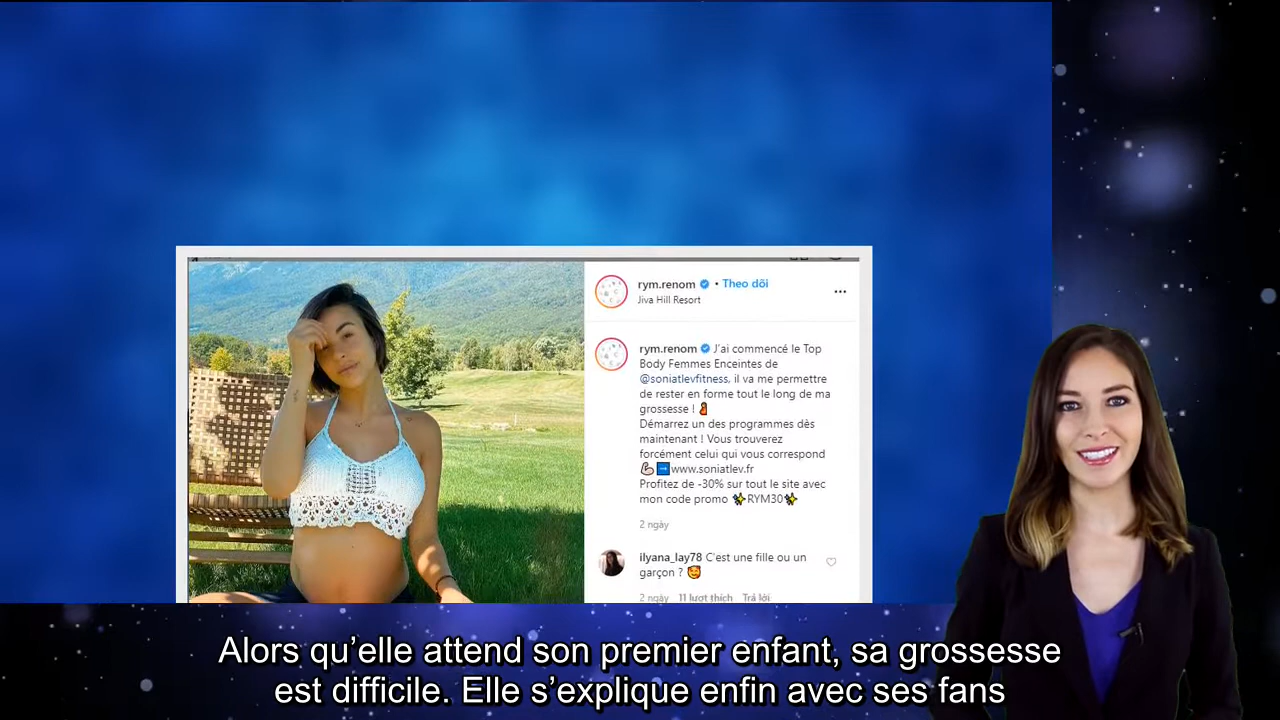 rym.renom • Theo dõi
Jiva Hill Resort
rym.renom J'ai commencé le Top
Body Femmes Enceintes de
@soniatlevfitness, il va me permettre
de rester en forme tout le long de ma
grossesse !
Démarrez un des programmes dès
maintenant ! Vous trouverez
forcément celui qui vous correspond
www.soniatlev.fr
Profitez de -30% sur tout le site avec
mon code promo ✨RYM30✨
2 ngày
ilyana_lay78 C'est une fille ou un
garçon ? 🥰
2 ngày 11 lượt thích Trả lời
Alors qu’elle attend son premier enfant, sa grossesse
est difficile. Elle s’explique enfin avec ses fans